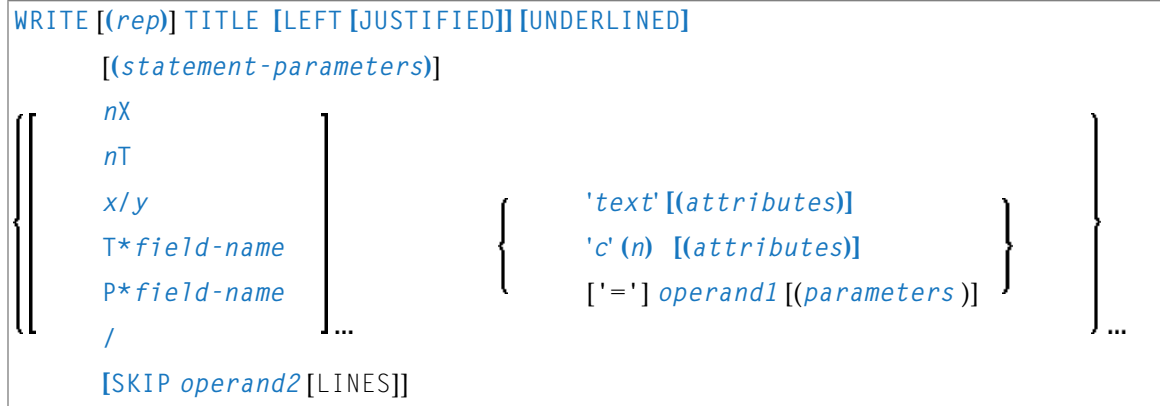 WRITE [(rep)] TITLE [LEFT [JUSTIFIED]] [UNDERLINED]
[(statement-parameters)]
nX
nT
x/y 'text' [(attributes)]
T*field-name 'c' (n) [(attributes)]
P*field-name ['='] operand1 [(parameters )]
/ ... ...
[SKIP operand2 [LINES]]